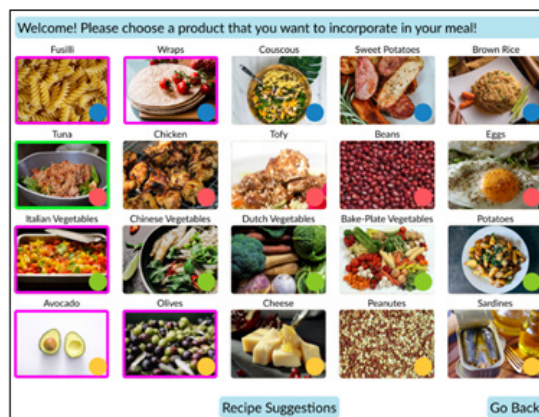 Welcome! Please choose a product that you want to incorporate in your meal!
Fusilli Wraps Couscous Sweet Potatoes Brown Rice
Tuna Chicken Tofy Beans Eggs
Italian Vegetables Chinese Vegetables Dutch Vegetables Bake-Plate Vegetables Potatoes
Avocado Olives Cheese Peanutes Sardines
Recipe Suggestions Go Back